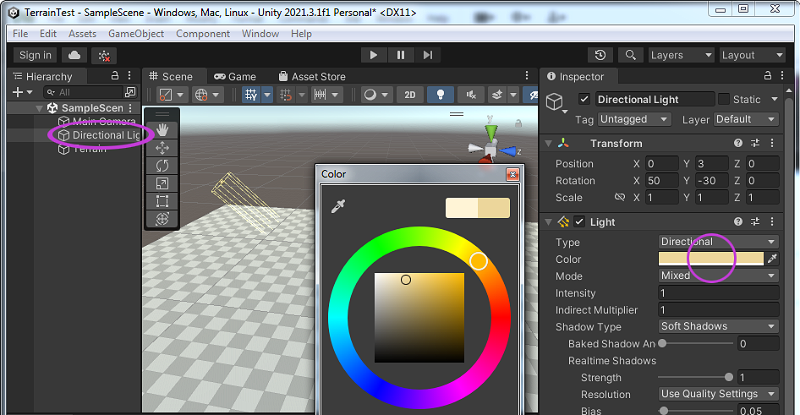 TerrainTest - SampleScene - Windows, Mac, Linux - Unity 2021.3.1f1 Personal* <DX11>
File Edit Assets GameObject Component Window Help
Sign in Layers Layout
Hierarchy Scene Game Asset Store Inspector
All 2D Directional Light Static
SampleScen Tag Untagged Layer Default
Main Camera
Directional Lig
Terrain
y
z
Transform
Position X 0 Y 3 Z 0
Rotation X 50 Y -30 Z 0
Scale X 1 Y 1 Z 1
Color
Light
Type Directional
Color
Mode Mixed
Intensity 1
Indirect Multiplier 1
Shadow Type Soft Shadows
Baked Shadow An 0
Realtime Shadows
Strength 1
Resolution Use Quality Settings
Bias 0.05